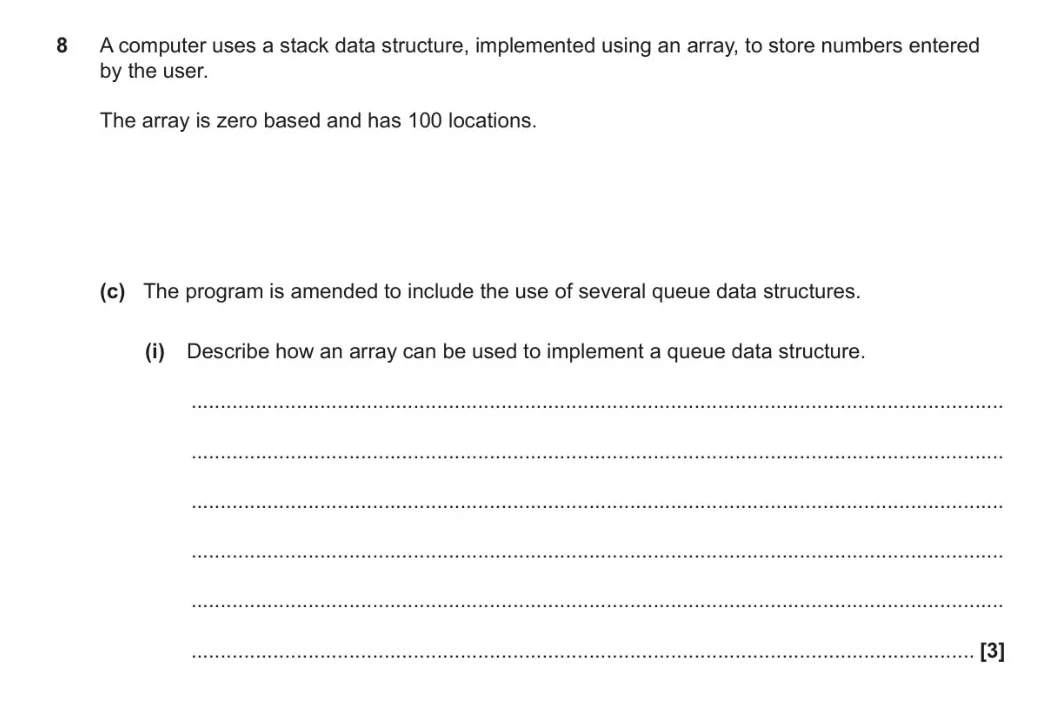 8 A computer uses a stack data structure, implemented using an array, to store numbers entered
by the user.
The array is zero based and has 100 locations.
(c) The program is amended to include the use of several queue data structures.
(i) Describe how an array can be used to implement a queue data structure.
[3]